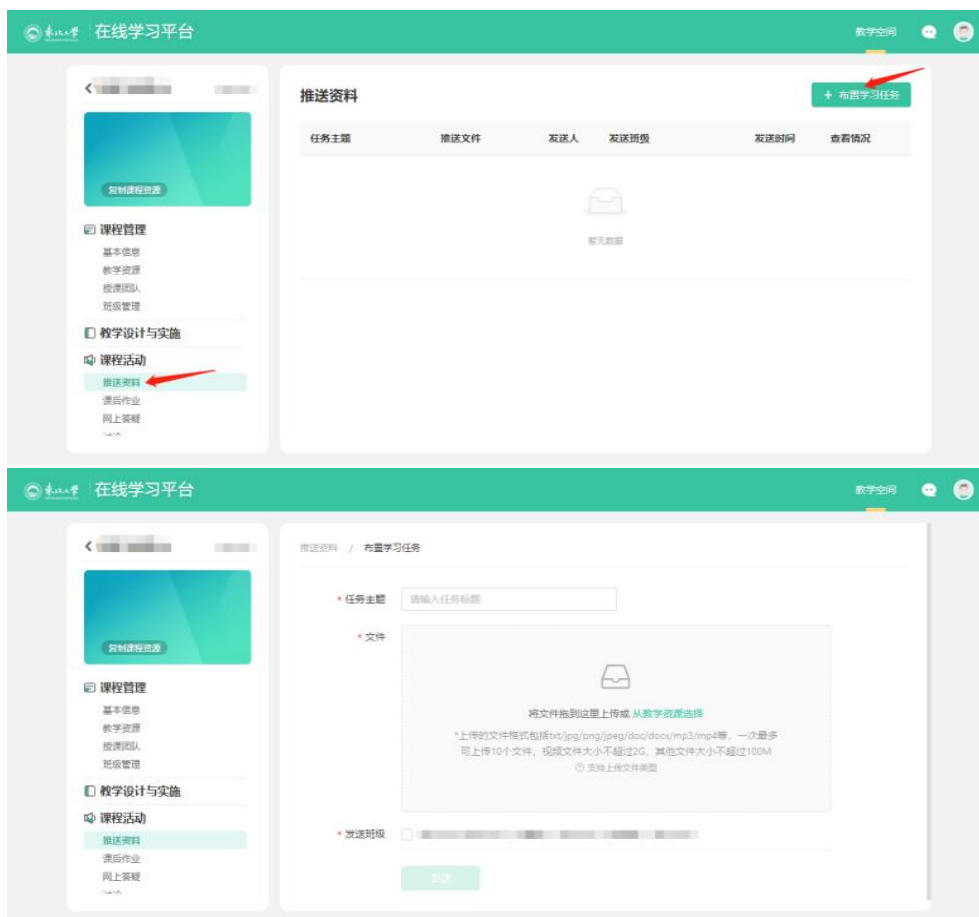 在线学习平台
教学空间
推送资料
+ 布置学习任务
任务主题 推送文件 发送人 发送班级 发送时间 查看情况
暂无数据
复制课程资源
课程管理
基本信息
教学资源
授课团队
班级管理
教学设计与实施
课程活动
推送资料
课后作业
网上答疑
在线学习平台
教学空间
推送资料 / 布置学习任务
* 任务主题 请输入任务标题
* 文件
将文件拖到这里上传或 从教学资源选择
*上传的文件格式包括txt/jpg/png/jpeg/doc/docx/mp3/mp4等，一次最多
可上传10个文件，视频文件大小不超过2G，其他文件大小不超过100M
支持上传文件类型
* 发送班级
发送
复制课程资源
课程管理
基本信息
教学资源
授课团队
班级管理
教学设计与实施
课程活动
推送资料
课后作业
网上答疑